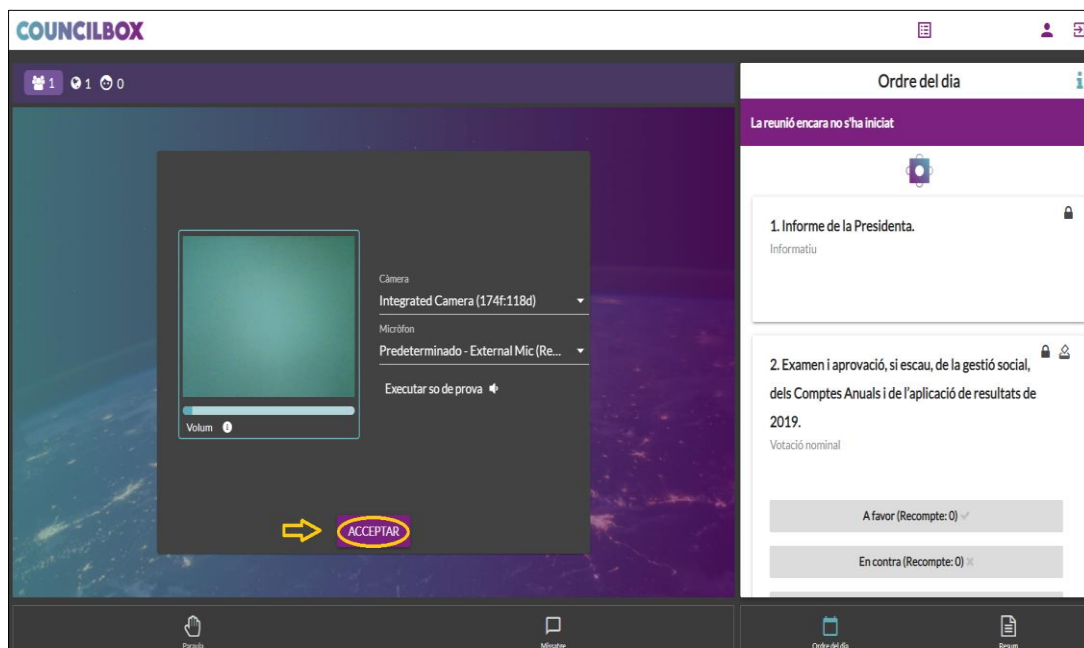 COUNCILBOX
1 1 0
Ordre del dia
La reunió encara no s'ha iniciat
1. Informe de la Presidenta.
Informatiu
Càmera
Integrated Camera (174f:118d)
Micròfon
Predeterminado - External Mic (Re...
Executar so de prova
Volum
ACCEPTAR
2. Examen i aprovació, si escau, de la gestió social,
dels Comptes Anuals i de l'aplicació de resultats de
2019.
Votació nominal
A favor (Recompte: 0)
En contra (Recompte: 0)
Paraula
Missatge
Ordre del dia
Resum